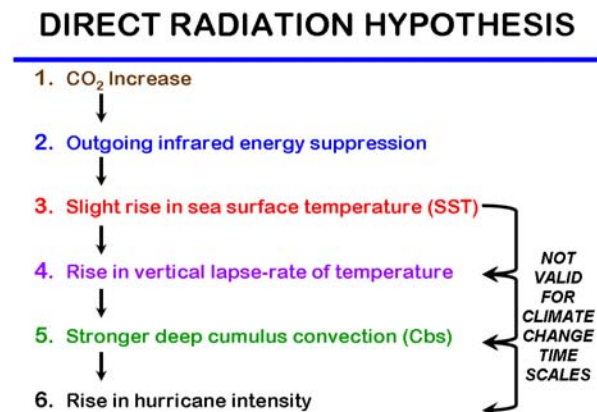 DIRECT RADIATION HYPOTHESIS
1. CO₂ Increase
2. Outgoing infrared energy suppression
3. Slight rise in sea surface temperature (SST)
4. Rise in vertical lapse-rate of temperature
5. Stronger deep cumulus convection (Cbs)
6. Rise in hurricane intensity
NOT
VALID
FOR
CLIMATE
CHANGE
TIME
SCALES